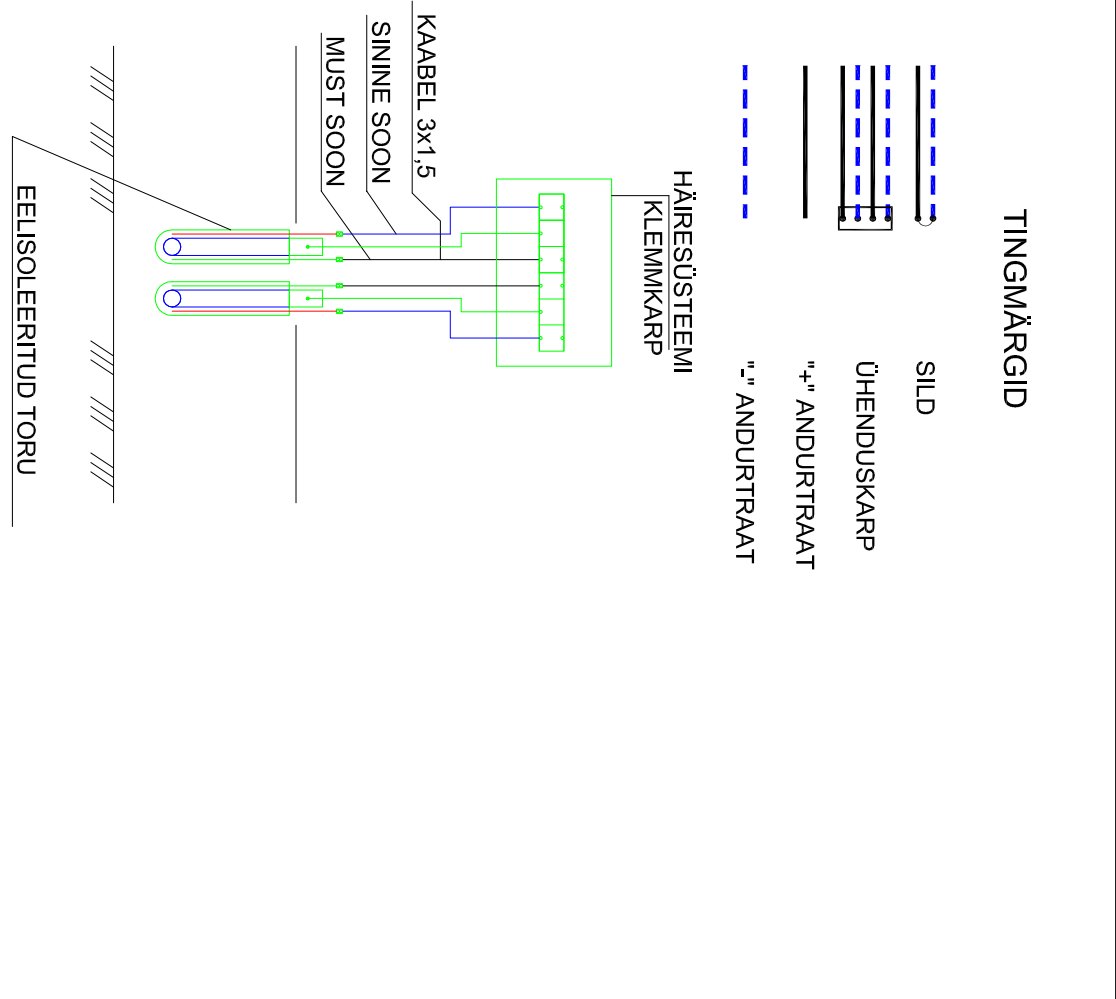 TINGMÄRGID
SILD
ÜHENDUSKARP
"+" ANDURTRAAT
"-" ANDURTRAAT
HÄIRESÜSTEEMI
KLEMMKARP
KAABEL 3x1,5
SININE SOON
MUST SOON
EELISOLEERITUD TORU